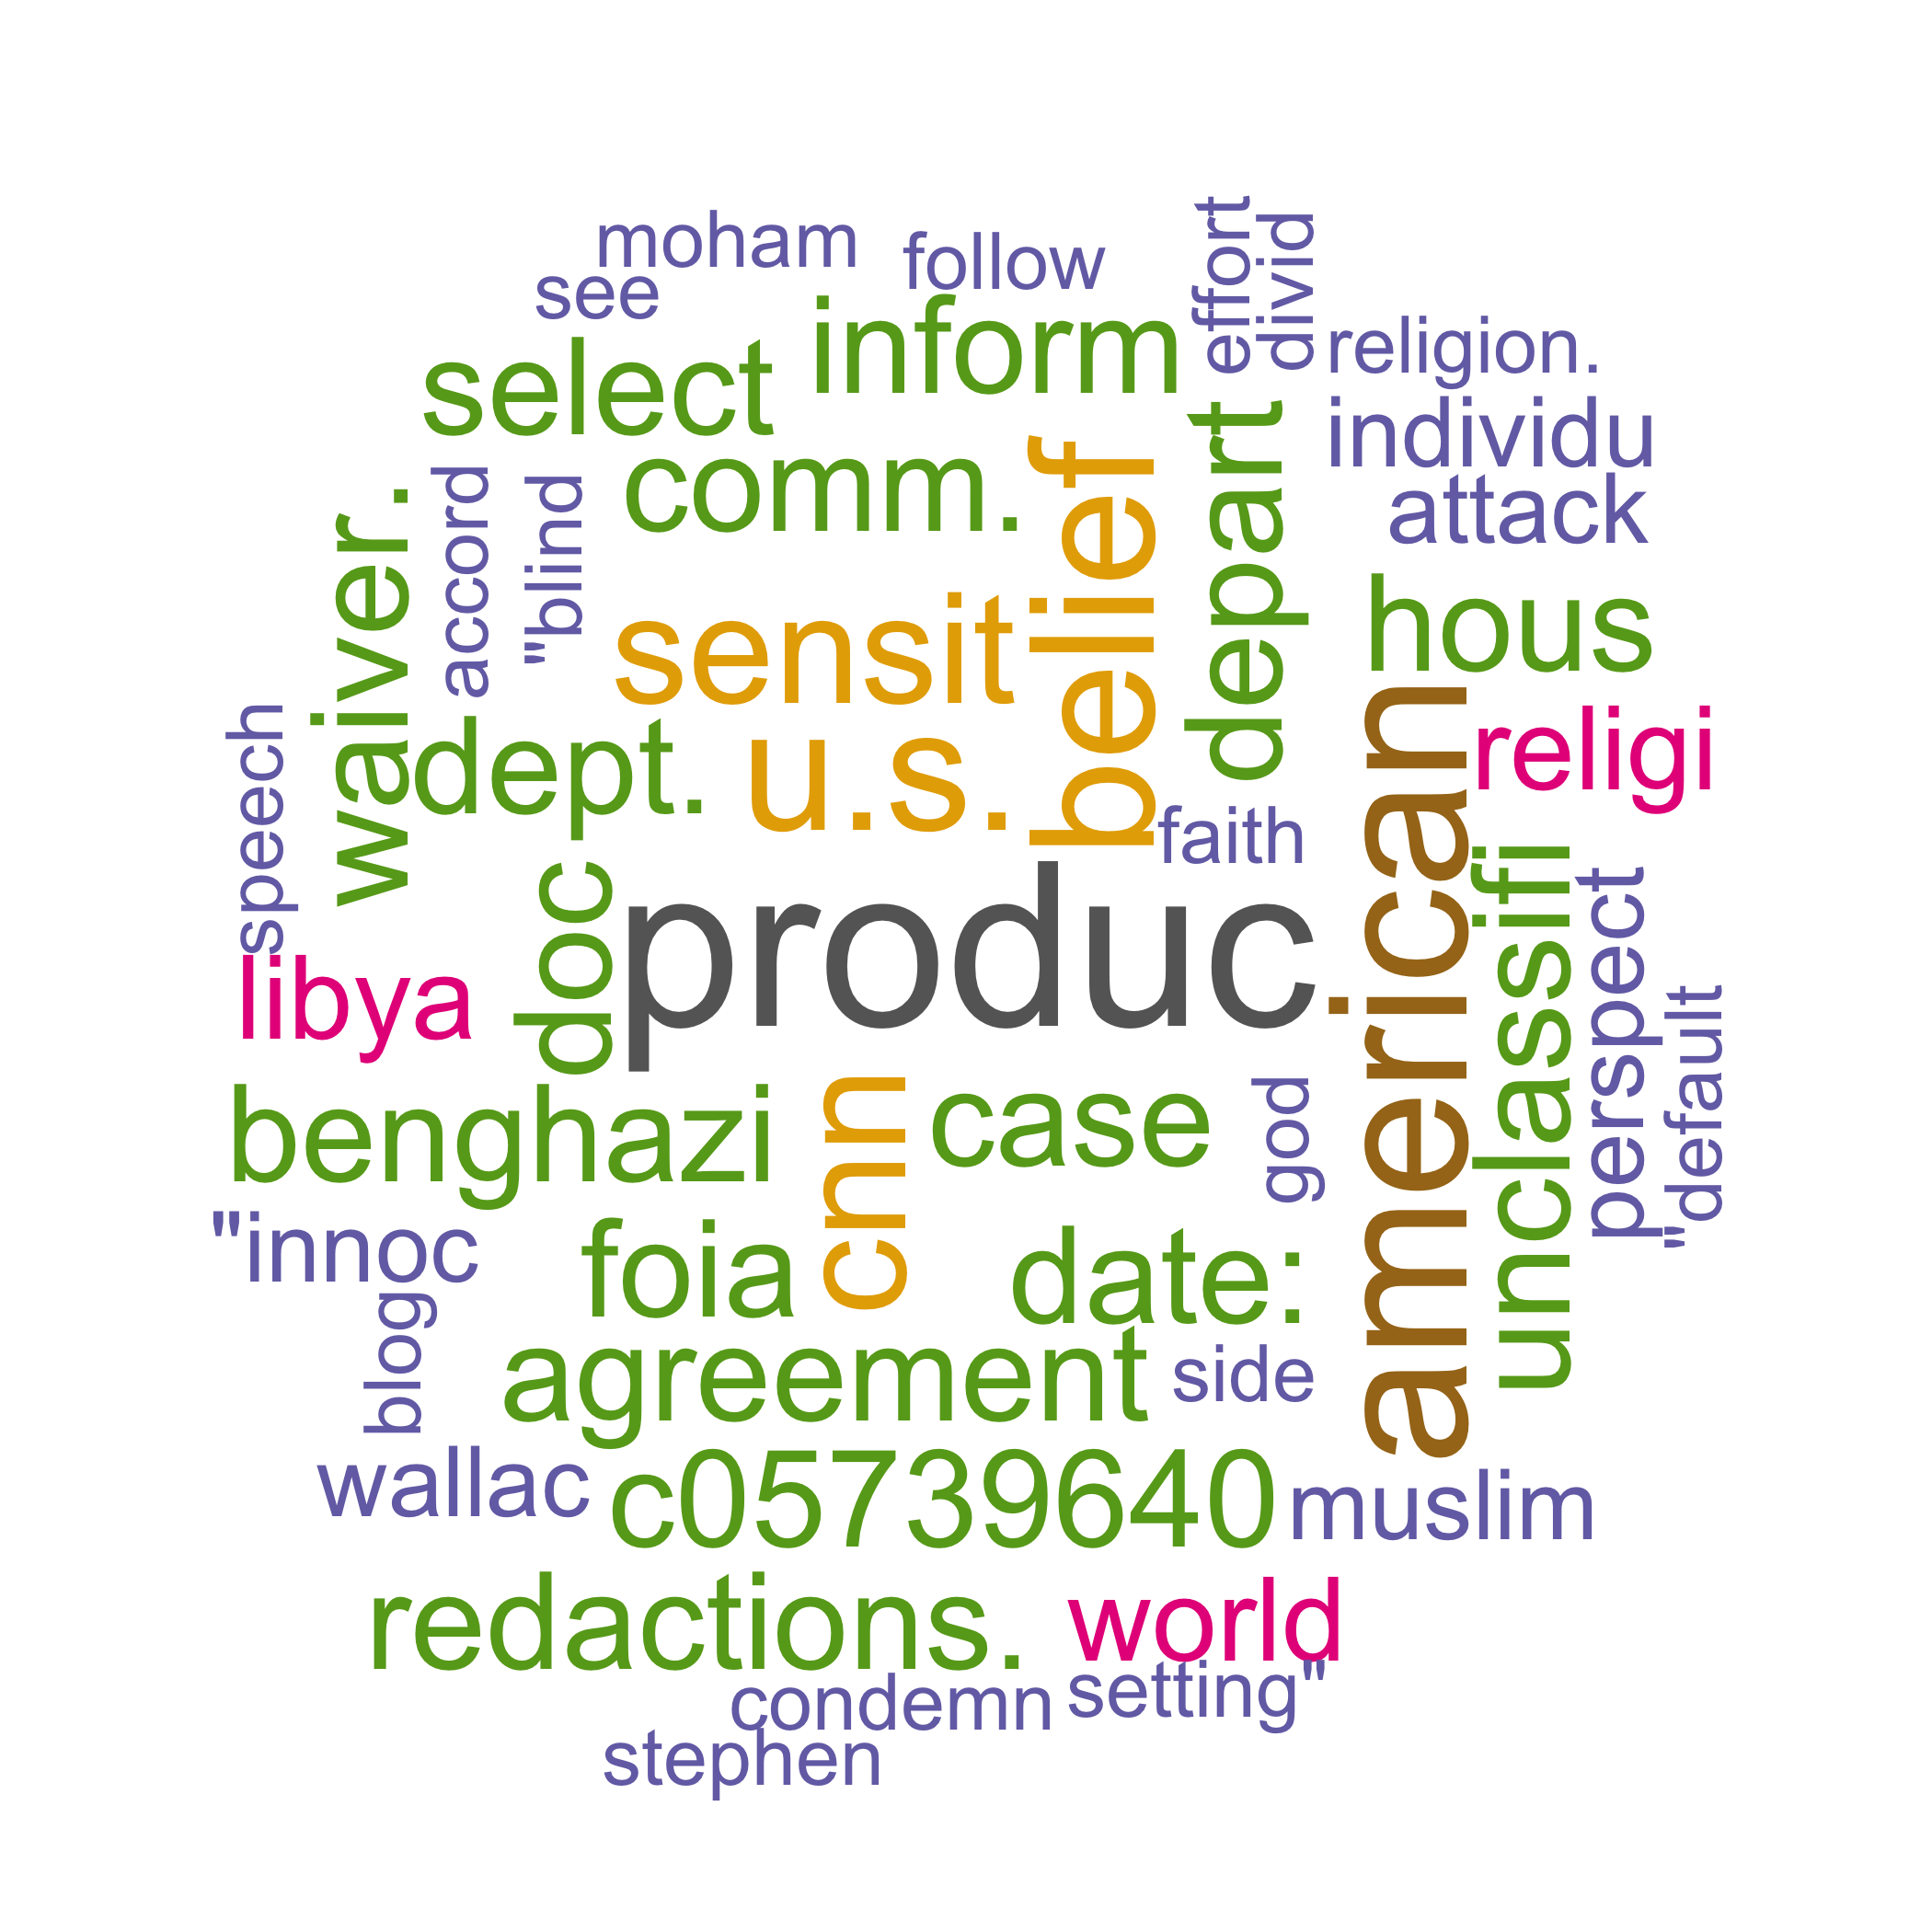 moham
follow
effort
divid
see
inform
religion.
select
individu
comm.
belief
depart
attack
waiver.
accord
"blind
sensit
hous
speech
dept.
u.s.
faith
american
religi
libya
doc
produc
unclassifi
perspect
"default
benghazi
cnn
case
god
"innoc
foia
date:
blog
agreement
side
wallac
c05739640
muslim
redactions.
world
condemn
setting"
stephen